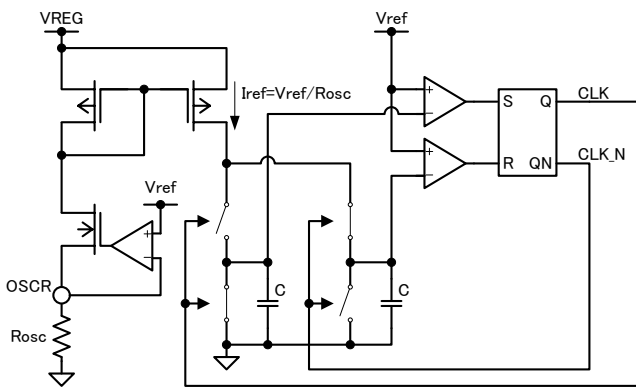 VREG
Vref
Iref=Vref/Rosc
+
−
S
Q
CLK
+
−
R
QN
CLK_N
Vref
+
−
OSCR
C
C
Rosc